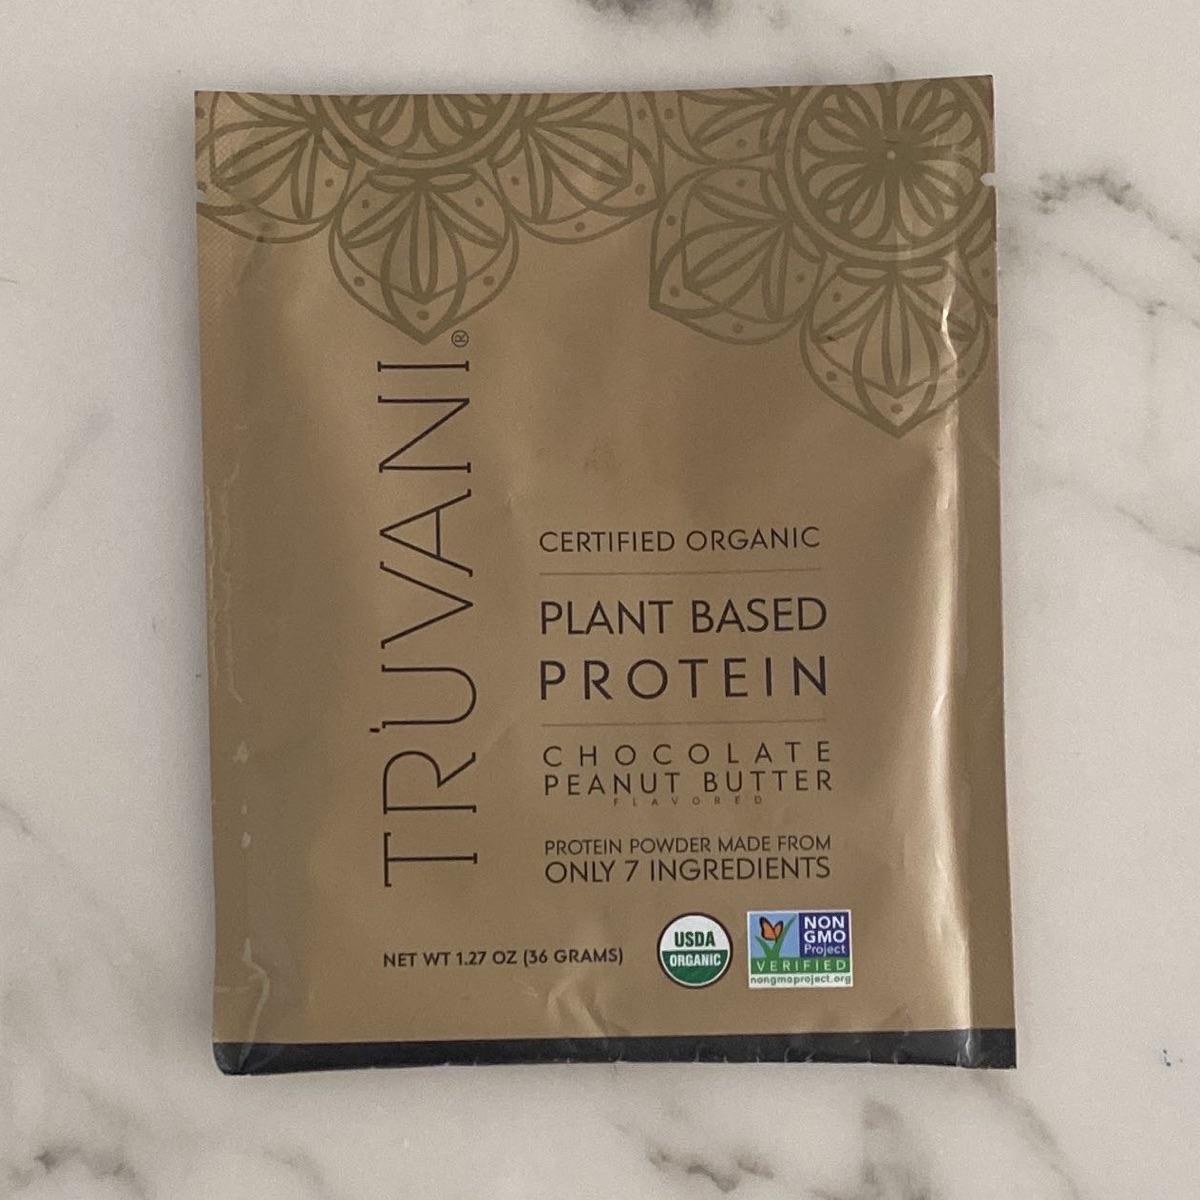 TRUVANI®
CERTIFIED ORGANIC
PLANT BASED
PROTEIN
CHOCOLATE
PEANUT BUTTER
FLAVORED
PROTEIN POWDER MADE FROM
ONLY 7 INGREDIENTS
NET WT 1.27 OZ (36 GRAMS)
USDA
ORGANIC
NON
GMO
Project
VERIFIED
nongmoproject.org